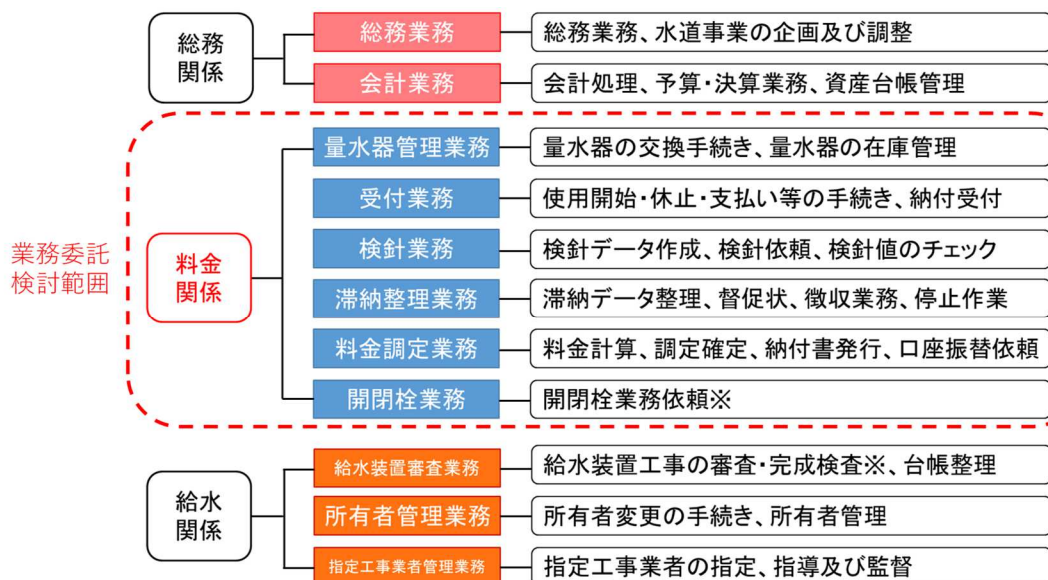 総務
関係
総務業務
総務業務、水道事業の企画及び調整
会計業務
会計処理、予算・決算業務、資産台帳管理
業務委託
検討範囲
料金
関係
量水器管理業務
量水器の交換手続き、量水器の在庫管理
受付業務
使用開始・休止・支払い等の手続き、納付受付
検針業務
検針データ作成、検針依頼、検針値のチェック
滞納整理業務
滞納データ整理、督促状、徴収業務、停止作業
料金調定業務
料金計算、調定確定、納付書発行、口座振替依頼
開閉栓業務
開閉栓業務依頼※
給水
関係
給水装置審査業務
給水装置工事の審査・完成検査※、台帳整理
所有者管理業務
所有者変更の手続き、所有者管理
指定工事業者管理業務
指定工事業者の指定、指導及び監督